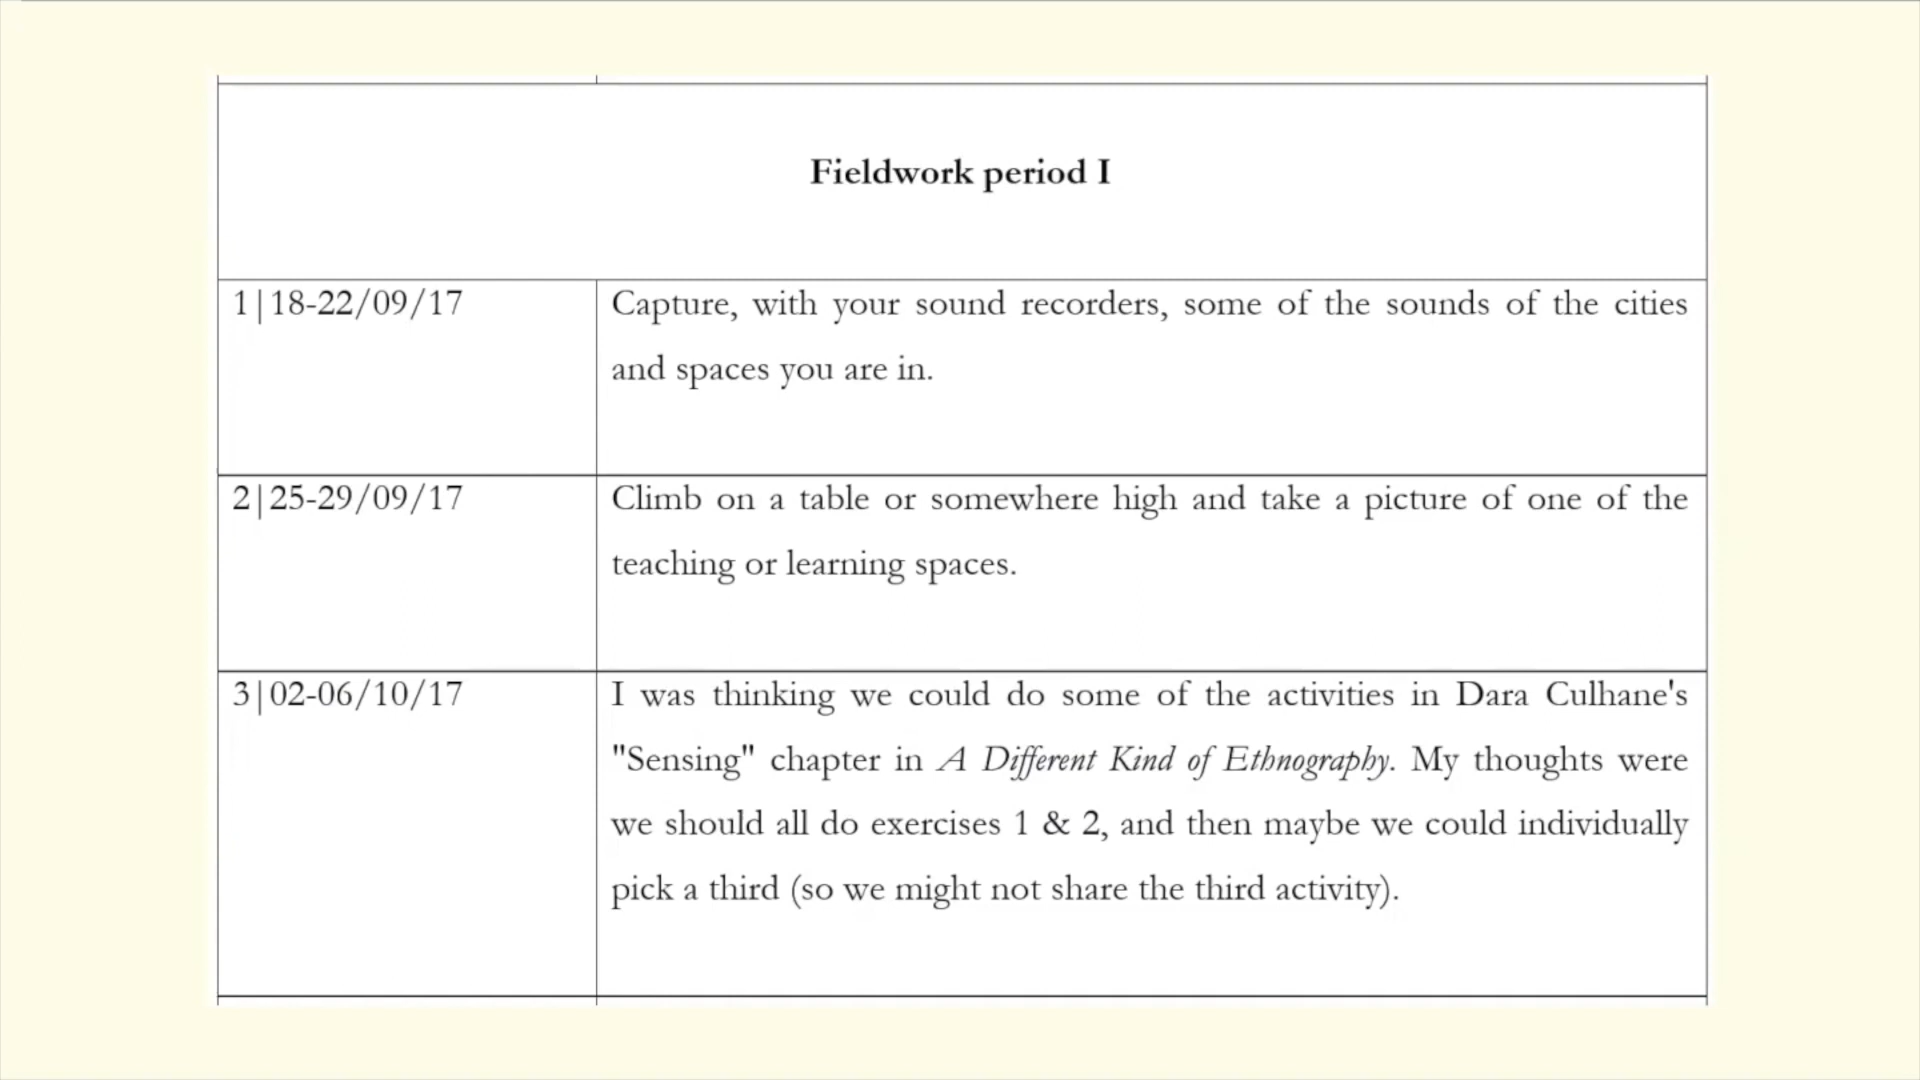 Fieldwork period I
1|18-22/09/17
Capture, with your sound recorders, some of the sounds of the cities
and spaces you are in.
2|25-29/09/17
Climb on a table or somewhere high and take a picture of one of the
teaching or learning spaces.
3|02-06/10/17
I was thinking we could do some of the activities in Dara Culhane's
"Sensing" chapter in A Different Kind of Ethnography. My thoughts were
we should all do exercises 1 & 2, and then maybe we could individually
pick a third (so we might not share the third activity).